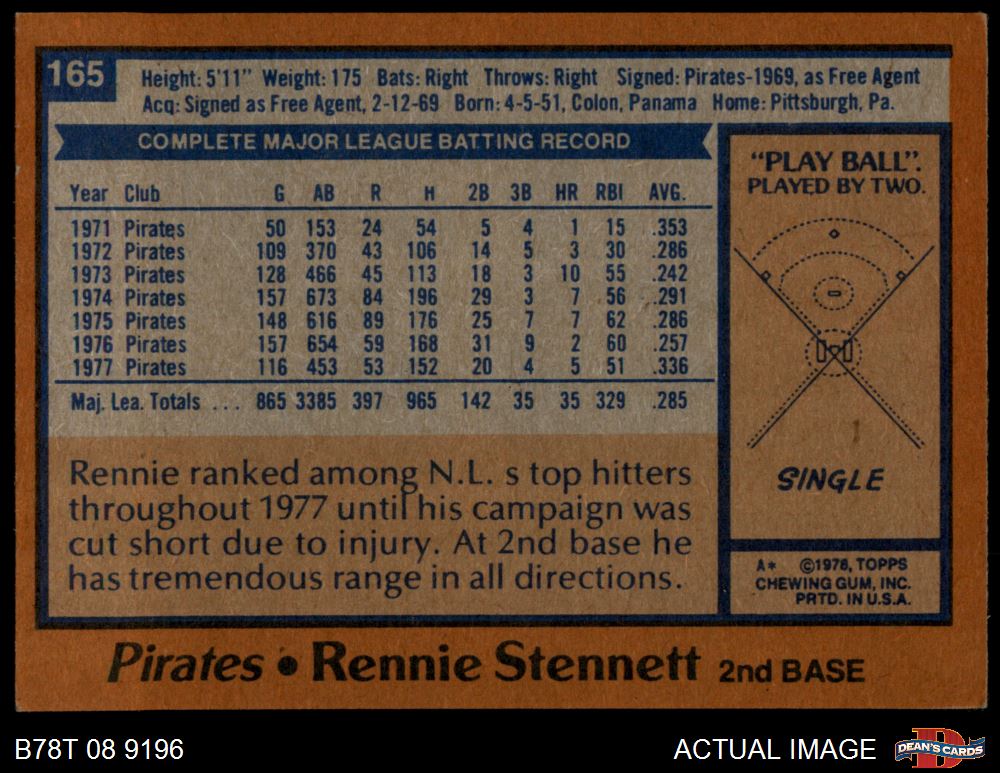 165
Height: 5'11" Weight: 175 Bats: Right Throws: Right Signed: Pirates-1969, as Free Agent
Acq: Signed as Free Agent, 2-12-69 Born: 4-5-51, Colon, Panama Home: Pittsburgh, Pa.
COMPLETE MAJOR LEAGUE BATTING RECORD
Year Club G AB R H 2B 3B HR RBI AVG.
1971 Pirates 50 153 24 54 5 4 1 15 .353
1972 Pirates 109 370 43 106 14 5 3 30 .286
1973 Pirates 128 466 45 113 18 3 10 55 .242
1974 Pirates 157 673 84 196 29 3 7 56 .291
1975 Pirates 148 616 89 176 25 7 7 62 .286
1976 Pirates 157 654 59 168 31 9 2 60 .257
1977 Pirates 116 453 53 152 20 4 5 51 .336
Maj. Lea. Totals ... 865 3385 397 965 142 35 35 329 .285
Rennie ranked among N.L. s top hitters
throughout 1977 until his campaign was
cut short due to injury. At 2nd base he
has tremendous range in all directions.
"PLAY BALL".
PLAYED BY TWO.
SINGLE
A* ©1978, TOPPS
CHEWING GUM, INC.
PRTD. IN U.S.A.
Pirates • Rennie Stennett 2nd BASE
B78T 08 9196
ACTUAL IMAGE
D
DEAN'S CARDS